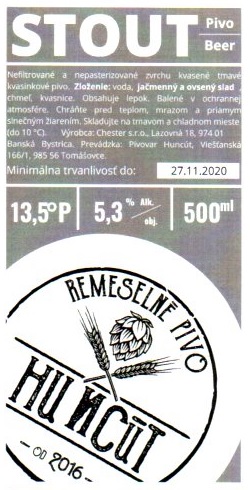 STOUT Pivo
Beer
Nefiltrované a nepasterizované zvrchu kvasené tmavé
kvasinkové pivo. Zloženie: voda, jačmenný a ovsený slad ,
chmeľ, kvasnice. Obsahuje lepok. Balené v ochrannej
atmosfére. Chráňte pred teplom, mrazom a priamym
slnečným žiarením. Skladujte na tmavom a chladnom mieste
(do 10 °C). Výrobca: Chester s.r.o., Lazovná 18, 974 01
Banská Bystrica. Prevádzka: Pivovar Huncút, Viešťanská
166/1, 985 56 Tomášovce.
Minimálna trvanlivosť do: 27.11.2020
13,5°P 5,3 % Alk./obj. 500ml
REMESELNÉ PIVO
HUNCÚT
- OD 2016 -